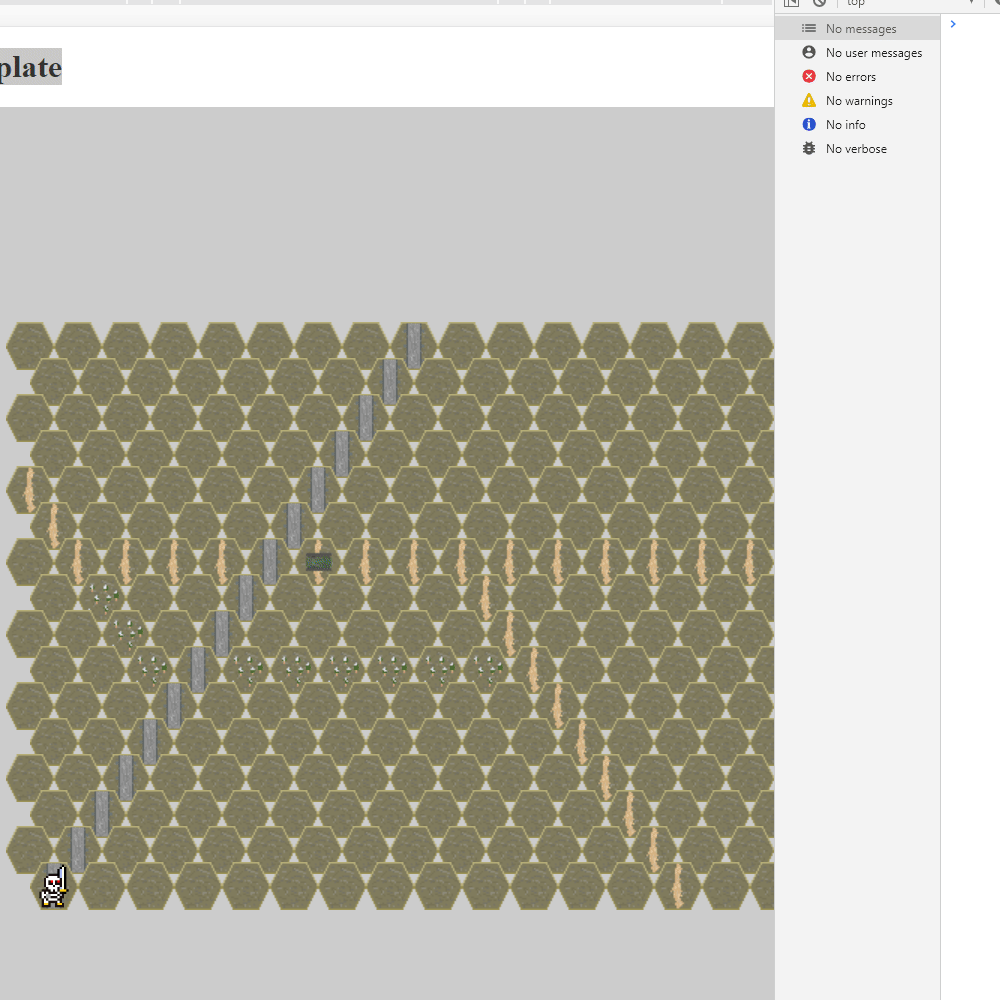 top
plate
No messages
No user messages
No errors
No warnings
No info
No verbose